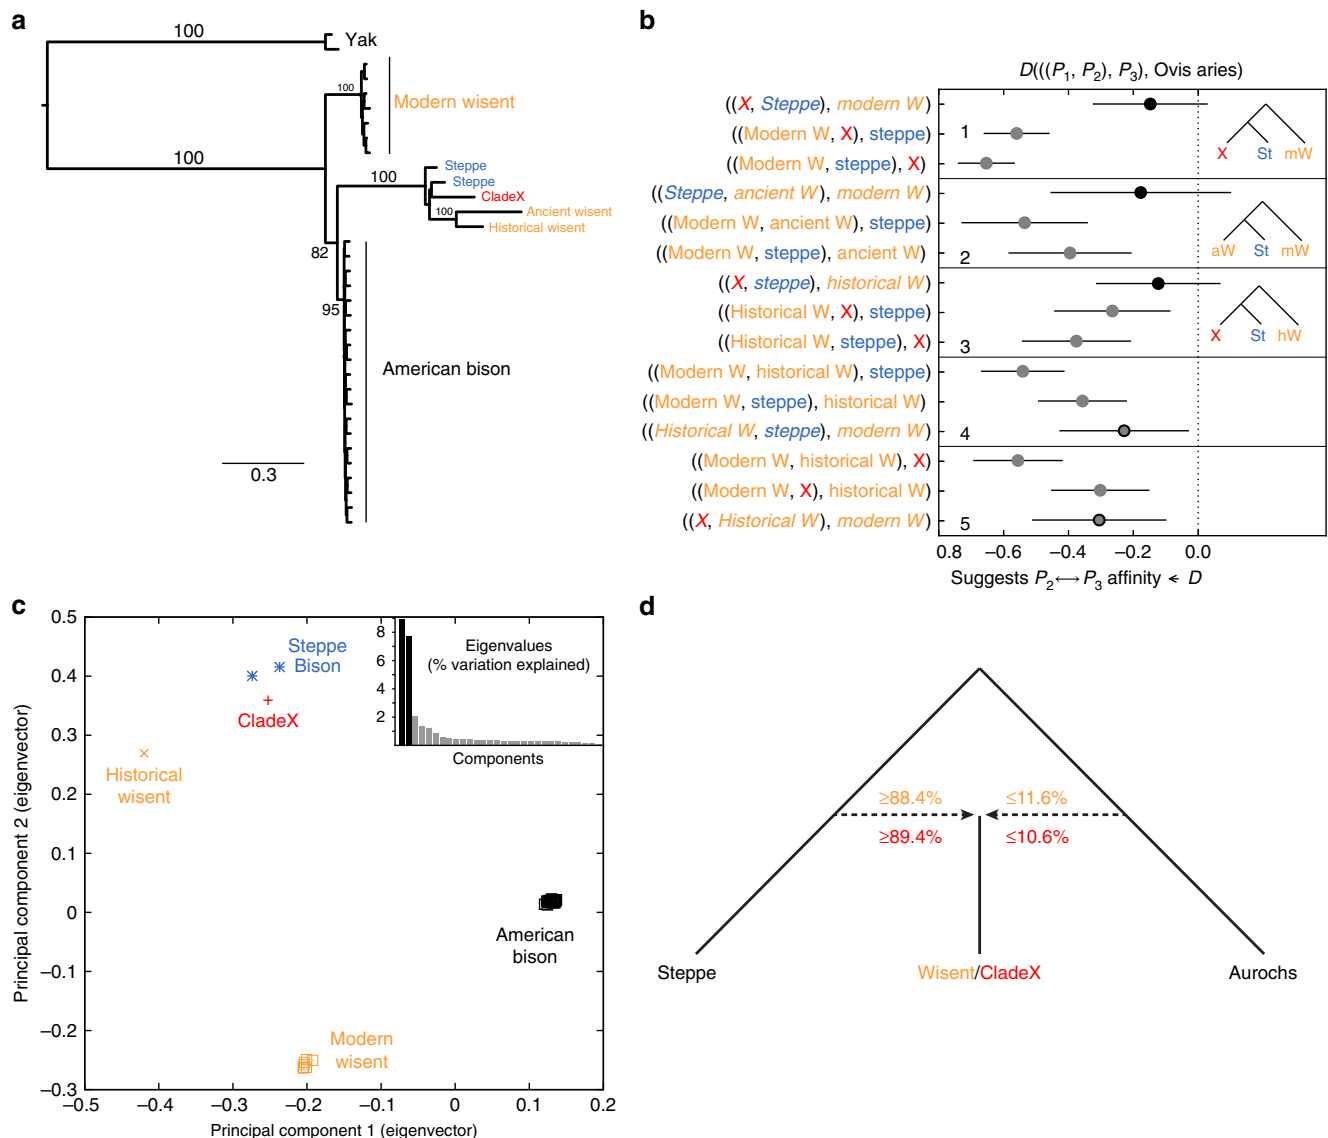 a
100
Yak
100
Modern wisent
100
100
Steppe
Steppe
CladeX
100
Ancient wisent
Historical wisent
82
95
American bison
0.3
b
D(((P1, P2), P3), Ovis aries)
((X, Steppe), modern W)
((Modern W, X), steppe)
1
((Modern W, steppe), X)
X St mW
((Steppe, ancient W), modern W)
((Modern W, ancient W), steppe)
((Modern W, steppe), ancient W)
2
aW St mW
((X, steppe), historical W)
((Historical W, X), steppe)
((Historical W, steppe), X)
3
X St hW
((Modern W, historical W), steppe)
((Modern W, steppe), historical W)
((Historical W, steppe), modern W)
4
((Modern W, historical W), X)
((Modern W, X), historical W)
((X, Historical W), modern W)
5
0.8 −0.6 −0.4 −0.2 0.0
Suggests P2⟷P3 affinity < D
c
0.5
0.4
0.3
0.2
0.1
0
−0.1
−0.2
−0.3
Principal component 2 (eigenvector)
Steppe
Bison
CladeX
Historical
wisent
8
6
4
2
Eigenvalues
(% variation explained)
Components
American
bison
Modern
wisent
−0.5 −0.4 −0.3 −0.2 −0.1 0 0.1 0.2
Principal component 1 (eigenvector)
d
≥88.4% ≤11.6%
≥89.4% ≤10.6%
Steppe
Wisent/CladeX
Aurochs